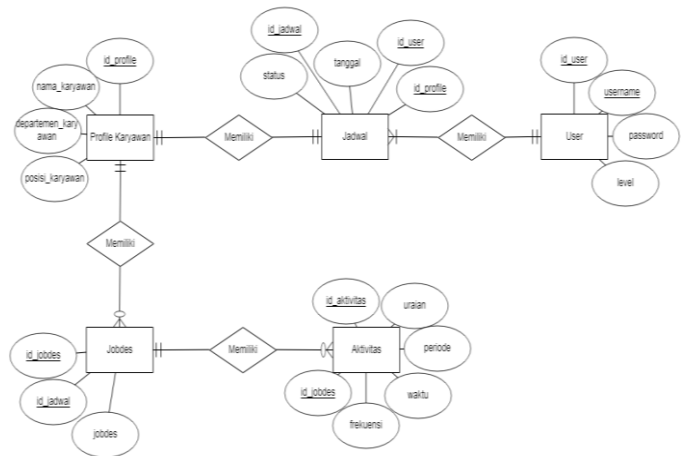 id_jadwal
id_user
id_profile
tanggal
id_user
status
nama_karyawan
id_profile
username
departemen_kary
awan
Profile Karyawan
Memiliki
Jadwal
Memiliki
User
password
posisi_karyawan
level
Memiliki
id_aktivitas
uraian
Jobdes
Memiliki
Aktivitas
periode
id_jobdes
id_jobdes
waktu
id_jadwal
frekuensi
jobdes